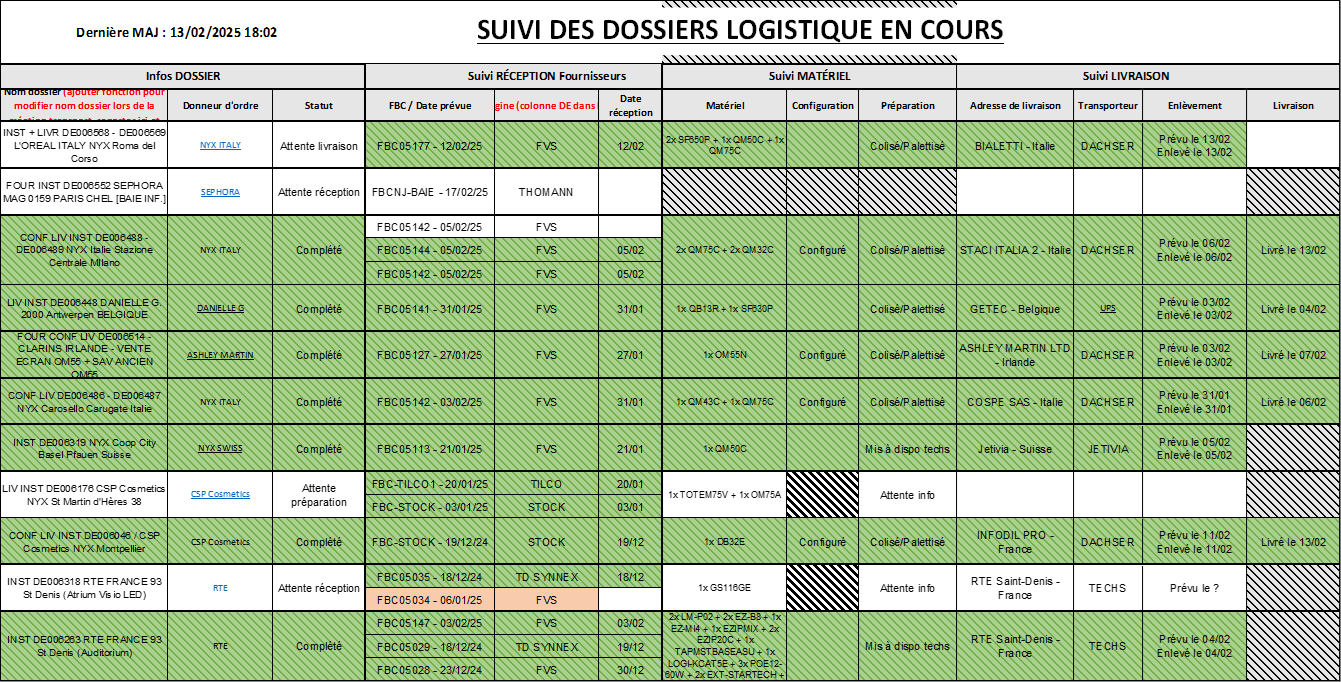 Dernière MAJ : 13/02/2025 18:02
SUIVI DES DOSSIERS LOGISTIQUE EN COURS
Infos DOSSIER
Suivi RÉCEPTION Fournisseurs
Suivi MATÉRIEL
Suivi LIVRAISON
Nom dossier (ajouter fonction pour
modifier nom dossier lors de la
Donneur d'ordre
Statut
FBC / Date prévue
gine (colonne DE dans
Date
réception
Matériel
Configuration
Préparation
Adresse de livraison
Transporteur
Enlèvement
Livraison
INST + LIVR DE006568 - DE006569
L'OREAL ITALY NYX Roma del
Corso
NYX ITALY
Attente livraison
FBC05177 - 12/02/25
FVS
12/02
2x SF650P + 1x QM50C + 1x
QM75C
Colisé/Palettisé
BIALETTI - Italie
DACHSER
Prévu le 13/02
Enlevé le 13/02
FOUR INST DE006552 SEPHORA
MAG 0159 PARIS CHEL [BAIE INF.]
SEPHORA
Attente réception
FBCNJ-BAIE - 17/02/25
THOMANN
CONF LIV INST DE006488 -
DE006489 NYX Italie Stazione
Centrale Milano
NYX ITALY
Complété
FBC05142 - 05/02/25
FVS
FBC05144 - 05/02/25
FVS
05/02
FBC05142 - 05/02/25
FVS
05/02
2x QM75C + 2x QM32C
Configuré
Colisé/Palettisé
STACI ITALIA 2 - Italie
DACHSER
Prévu le 06/02
Enlevé le 06/02
Livré le 13/02
LIV INST DE006448 DANIELLE G.
2000 Antwerpen BELGIQUE
DANIELLE G
Complété
FBC05141 - 31/01/25
FVS
31/01
1x QB13R + 1x SF630P
Colisé/Palettisé
GETEC - Belgique
UPS
Prévu le 03/02
Enlevé le 03/02
Livré le 04/02
FOUR CONF LIV DE006514 -
CLARINS IRLANDE - VENTE
ECRAN OM55 + SAV ANCIEN
OM55
ASHLEY MARTIN
Complété
FBC05127 - 27/01/25
FVS
27/01
1x OM55N
Configuré
Colisé/Palettisé
ASHLEY MARTIN LTD
- Irlande
DACHSER
Prévu le 03/02
Enlevé le 03/02
Livré le 07/02
CONF LIV DE006486 - DE006487
NYX Carosello Carugate Italie
NYX ITALY
Complété
FBC05142 - 03/02/25
FVS
31/01
1x QM43C + 1x QM75C
Configuré
Colisé/Palettisé
COSPE SAS - Italie
DACHSER
Prévu le 31/01
Enlevé le 31/01
Livré le 06/02
INST DE006319 NYX Coop City
Basel Pfauen Suisse
NYX SWISS
Complété
FBC05113 - 21/01/25
FVS
21/01
1x QM50C
Mis à dispo techs
Jetivia - Suisse
JETIVIA
Prévu le 05/02
Enlevé le 05/02
LIV INST DE006176 CSP Cosmetics
NYX St Martin d'Hères 38
CSP Cosmetics
Attente
préparation
FBC-TILCO1 - 20/01/25
TILCO
20/01
FBC-STOCK - 03/01/25
STOCK
03/01
1x TOTEM75V + 1x OM75A
Attente info
CONF LIV INST DE006046 / CSP
Cosmetics NYX Montpellier
CSP Cosmetics
Complété
FBC-STOCK - 19/12/24
STOCK
19/12
1x DB32E
Configuré
Colisé/Palettisé
INFODIL PRO -
France
DACHSER
Prévu le 11/02
Enlevé le 11/02
Livré le 13/02
INST DE006318 RTE FRANCE 93
St Denis (Atrium Visio LED)
RTE
Attente réception
FBC05035 - 18/12/24
TD SYNNEX
18/12
FBC05034 - 06/01/25
FVS
1x GS116GE
Attente info
RTE Saint-Denis -
France
TECHS
Prévu le ?
INST DE006263 RTE FRANCE 93
St Denis (Auditorium)
RTE
Complété
FBC05147 - 03/02/25
FVS
03/02
FBC05029 - 18/12/24
TD SYNNEX
19/12
FBC05028 - 23/12/24
FVS
30/12
2x LM-P02 + 2x EZ-B8 + 1x
EZ-MI4 + 1x EZIPMIX + 2x
EZIP20C + 1x
TAPMSTBASEASU + 1x
LOGI-KCAT5E + 3x POE12-
60W + 2x EXT-STARTECH +
Mis à dispo techs
RTE Saint-Denis -
France
TECHS
Prévu le 04/02
Enlevé le 04/02